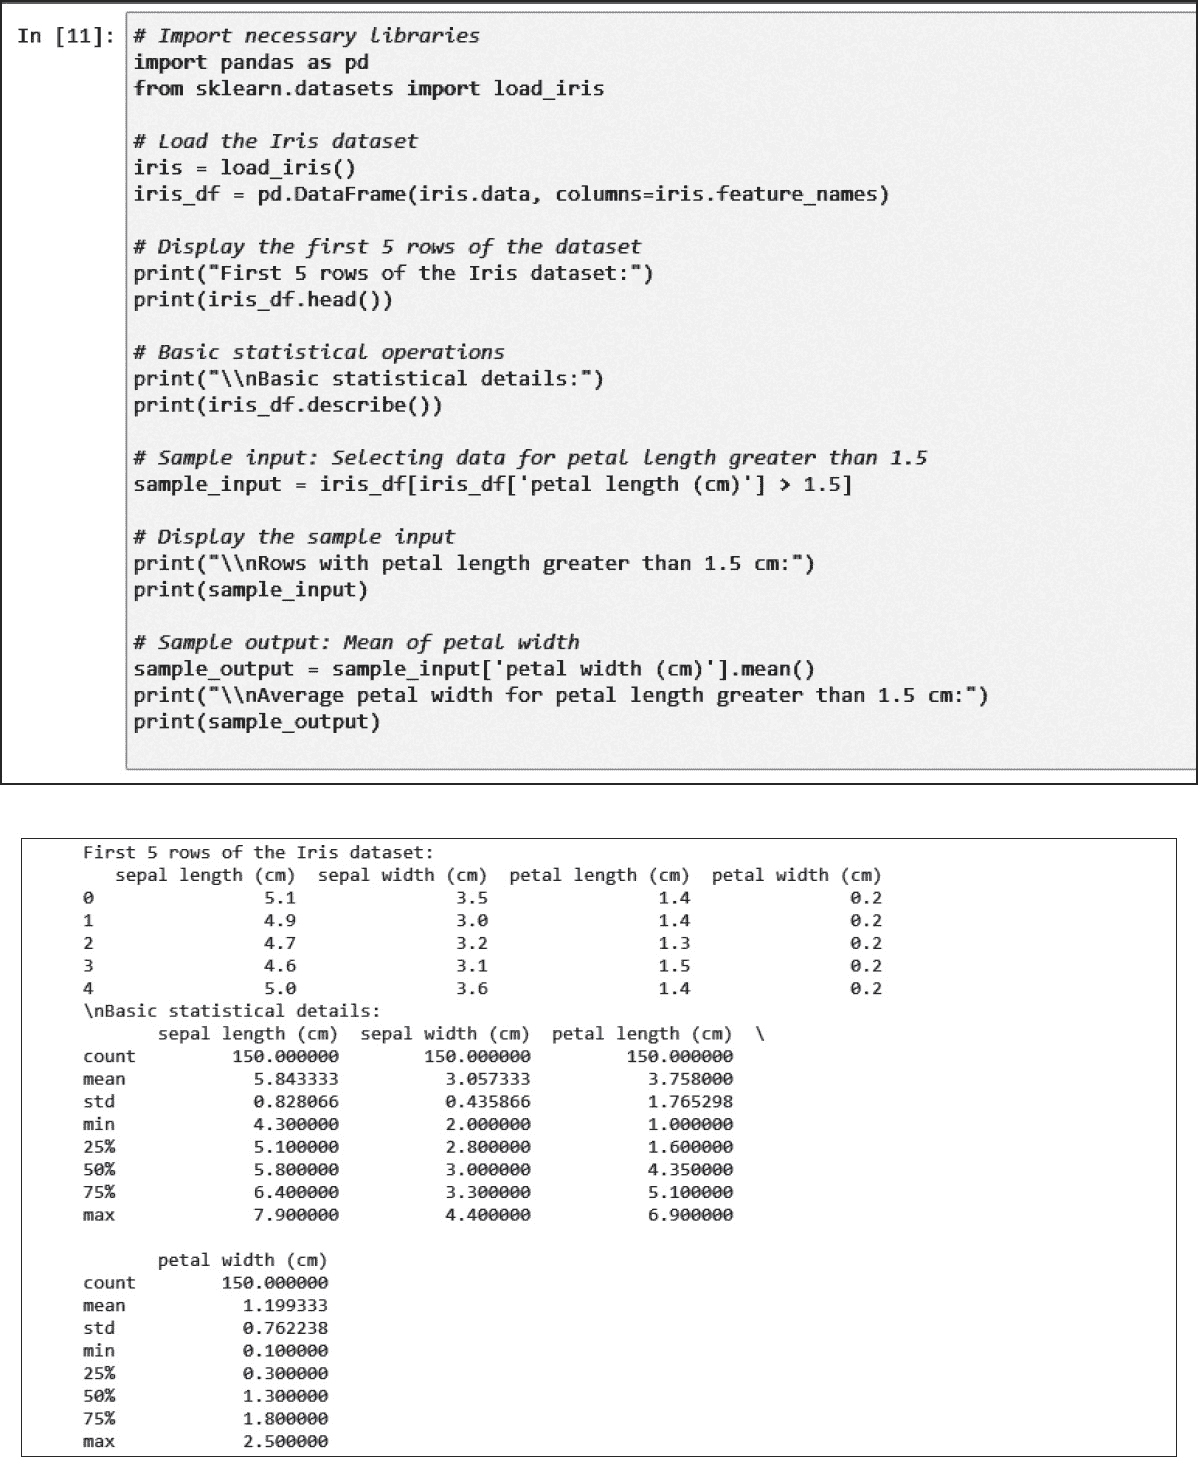 In [11]: # Import necessary libraries
import pandas as pd
from sklearn.datasets import load_iris

# Load the Iris dataset
iris = load_iris()
iris_df = pd.DataFrame(iris.data, columns=iris.feature_names)

# Display the first 5 rows of the dataset
print("First 5 rows of the Iris dataset:")
print(iris_df.head())

# Basic statistical operations
print("\\nBasic statistical details:")
print(iris_df.describe())

# Sample input: Selecting data for petal length greater than 1.5
sample_input = iris_df[iris_df['petal length (cm)'] > 1.5]

# Display the sample input
print("\\nRows with petal length greater than 1.5 cm:")
print(sample_input)

# Sample output: Mean of petal width
sample_output = sample_input['petal width (cm)'].mean()
print("\\nAverage petal width for petal length greater than 1.5 cm:")
print(sample_output)

First 5 rows of the Iris dataset:
   sepal length (cm)  sepal width (cm)  petal length (cm)  petal width (cm)
0                5.1               3.5                1.4               0.2
1                4.9               3.0                1.4               0.2
2                4.7               3.2                1.3               0.2
3                4.6               3.1                1.5               0.2
4                5.0               3.6                1.4               0.2
\nBasic statistical details:
       sepal length (cm)  sepal width (cm)  petal length (cm)  \
count         150.000000        150.000000         150.000000
mean            5.843333          3.057333           3.758000
std             0.828066          0.435866           1.765298
min             4.300000          2.000000           1.000000
25%             5.100000          2.800000           1.600000
50%             5.800000          3.000000           4.350000
75%             6.400000          3.300000           5.100000
max             7.900000          4.400000           6.900000

       petal width (cm)
count        150.000000
mean           1.199333
std            0.762238
min            0.100000
25%            0.300000
50%            1.300000
75%            1.800000
max            2.500000